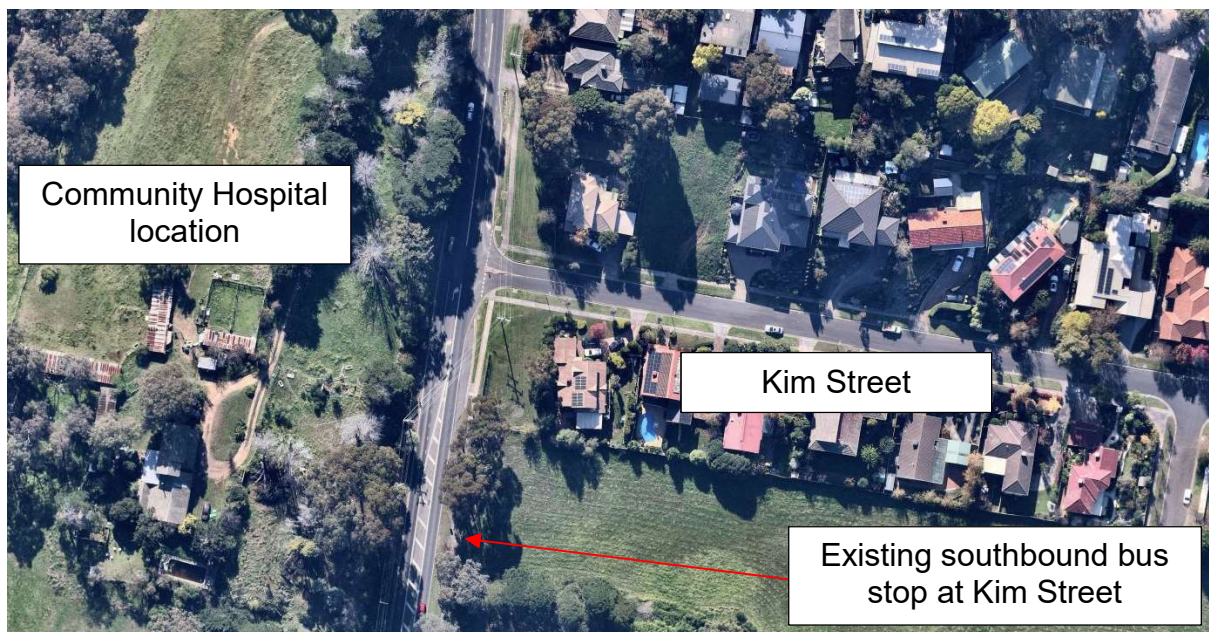 Community Hospital
location
Kim Street
Existing southbound bus
stop at Kim Street